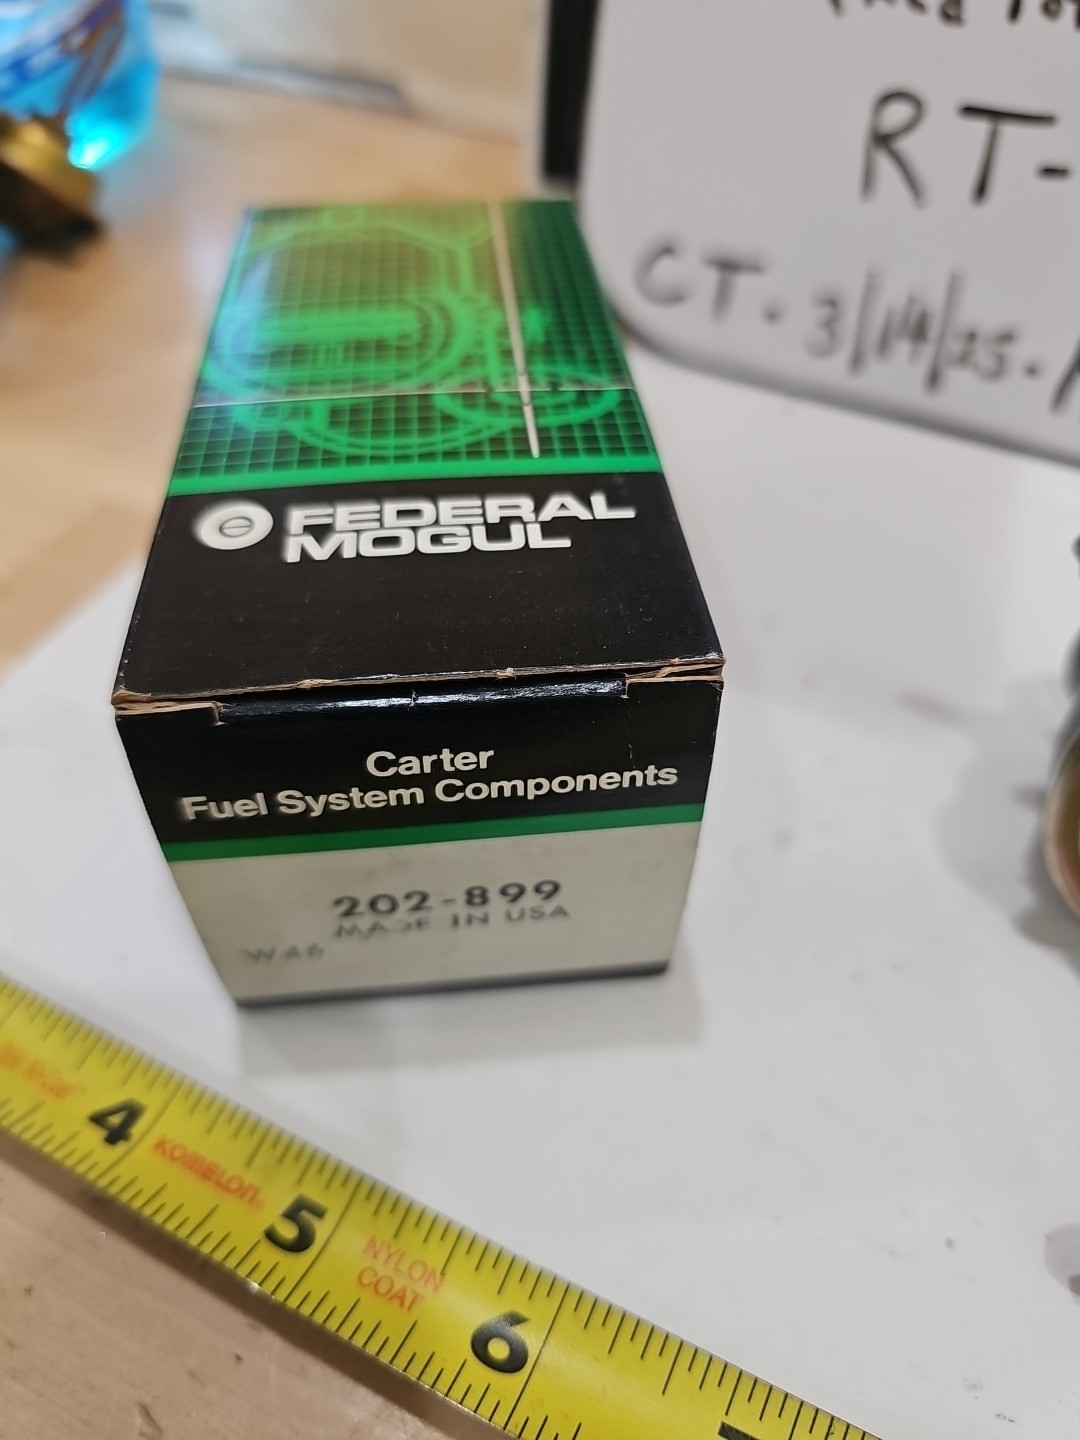 RT-
CT. 3/14/25.
FEDERAL
MOGUL
Carter
Fuel System Components
202-899
MADE IN USA
W46
4
KOMELON
5
NYLON
COAT
6